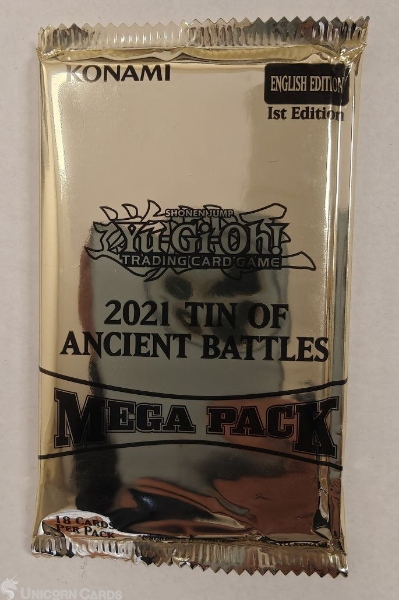 KONAMI
ENGLISH EDITION
1st Edition
SHONEN JUMP
Yu-Gi-Oh!
TRADING CARD GAME
2021 TIN OF
ANCIENT BATTLES
MEGA PACK
18 CARDS
PER PACK
UNICORN CARDS